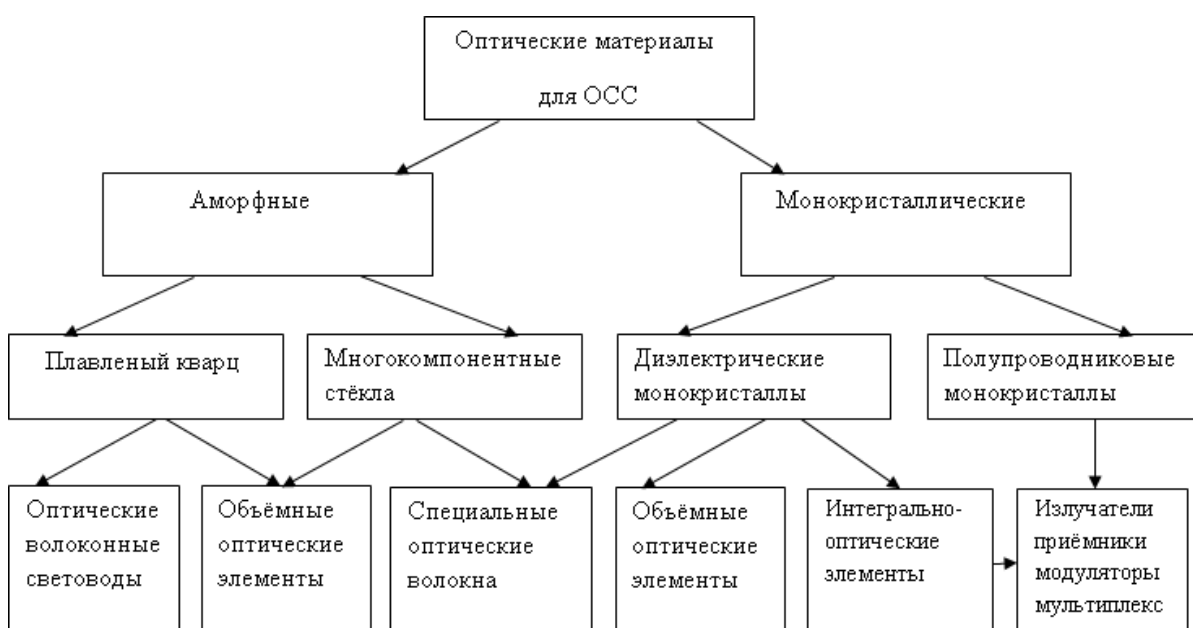 Оптические материалы
для ОСС
Аморфные
Монокристаллические
Плавленый кварц
Многокомпонентные
стёкла
Диэлектрические
монокристаллы
Полупроводниковые
монокристаллы
Оптические
волоконные
световоды
Объёмные
оптические
элементы
Специальные
оптические
волокна
Объёмные
оптические
элементы
Интегрально-
оптические
элементы
Излучатели
приёмники
модуляторы
мультиплекс